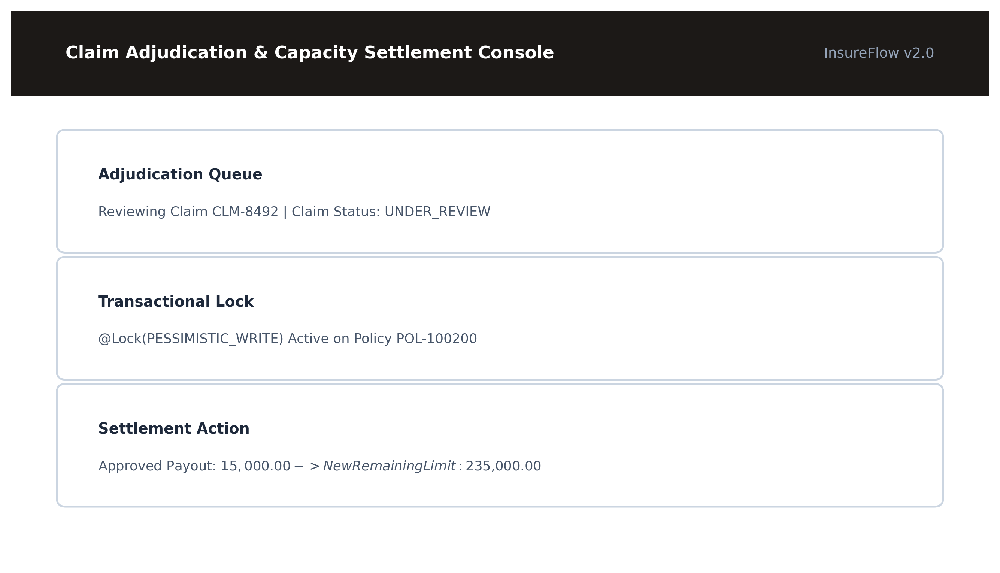 Claim Adjudication & Capacity Settlement Console
InsureFlow v2.0
Adjudication Queue
Reviewing Claim CLM-8492 | Claim Status: UNDER_REVIEW
Transactional Lock
@Lock(PESSIMISTIC_WRITE) Active on Policy POL-100200
Settlement Action
Approved Payout: 15,000.00 -> NewRemainingLimit : 235,000.00